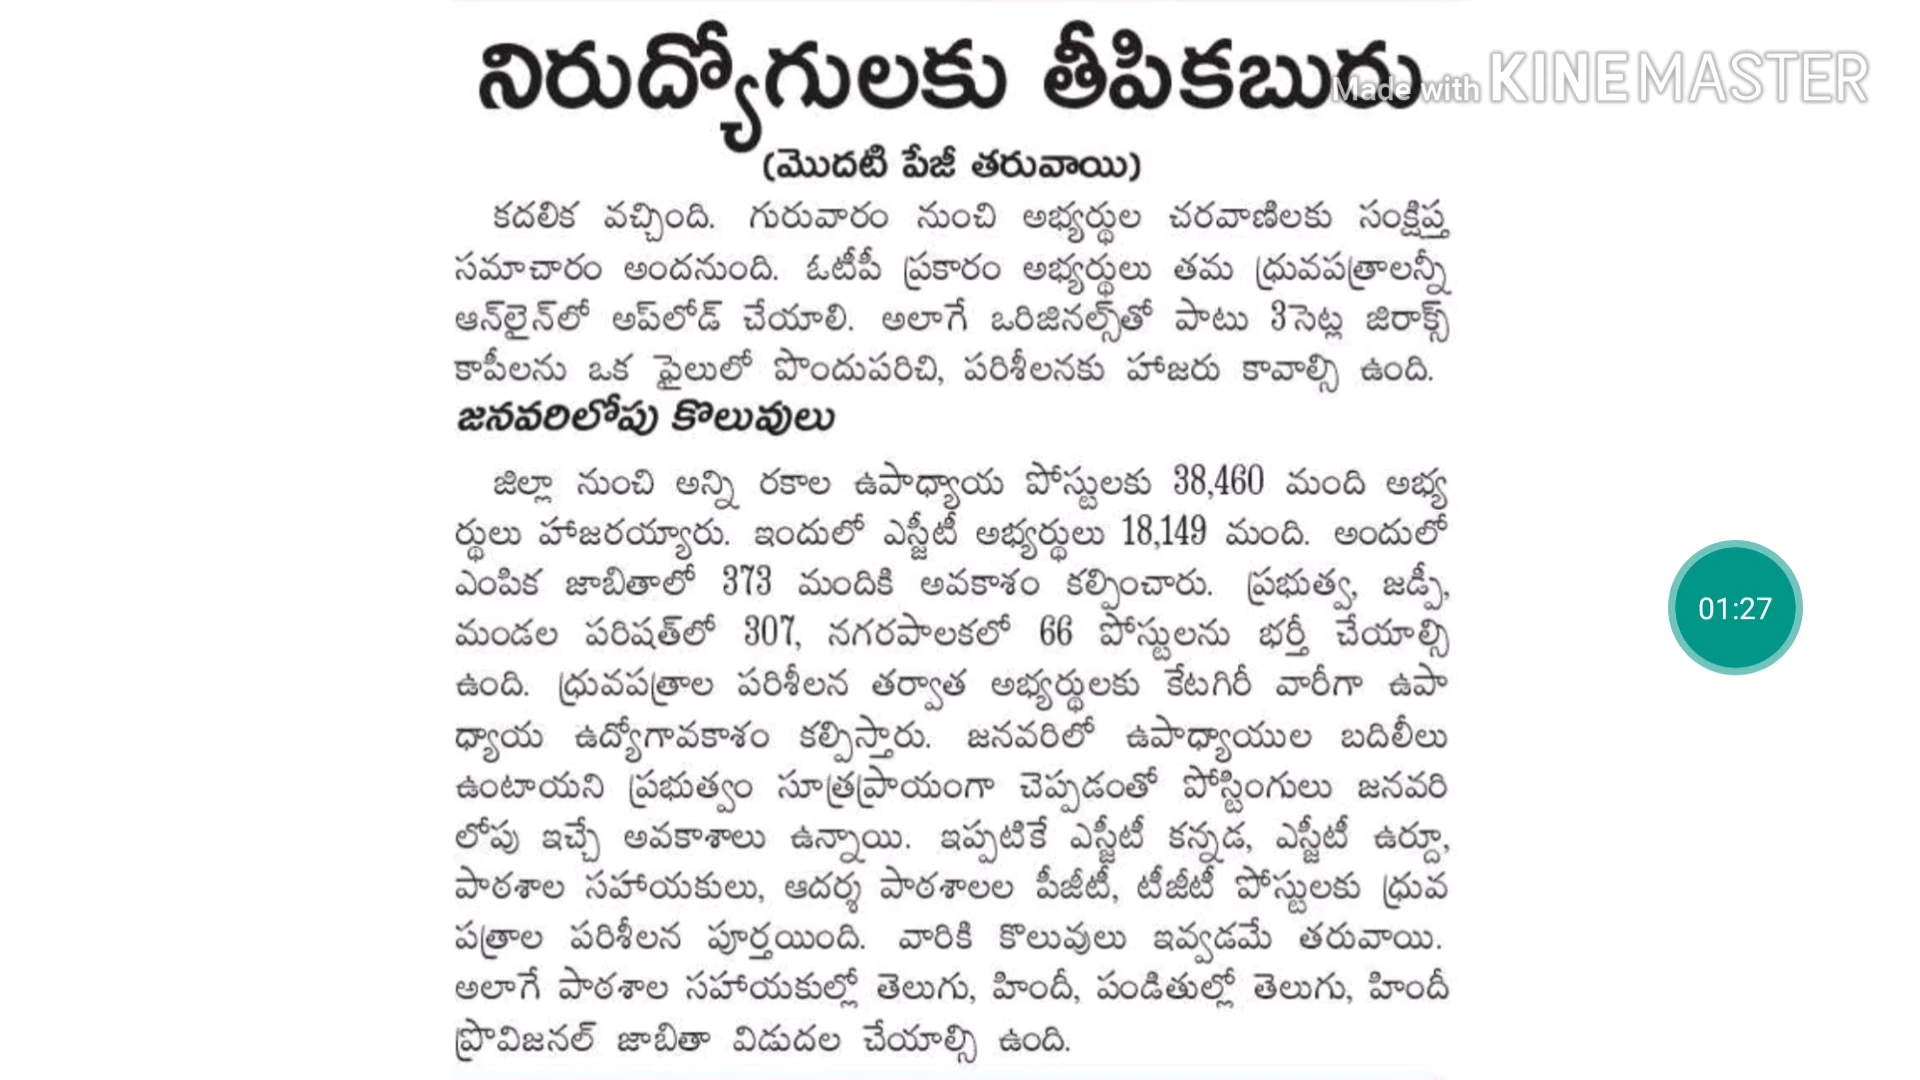 నిరుద్యోగులకు తీపికబురు
Made with KINEMASTER
(మొదటి పేజీ తరువాయి)
కదలిక వచ్చింది. గురువారం నుంచి అభ్యర్థుల చరవాణిలకు సంక్షిప్త
సమాచారం అందనుంది. ఓటీపీ ప్రకారం అభ్యర్థులు తమ ధ్రువపత్రాలన్నీ
ఆన్‌లైన్‌లో అప్‌లోడ్ చేయాలి. అలాగే ఒరిజినల్స్‌తో పాటు 3సెట్ల జిరాక్స్
కాపీలను ఒక ఫైలులో పొందుపరిచి, పరిశీలనకు హాజరు కావాల్సి ఉంది.
జనవరిలోపు కొలువులు
జిల్లా నుంచి అన్ని రకాల ఉపాధ్యాయ పోస్టులకు 38,460 మంది అభ్య
ర్థులు హాజరయ్యారు. ఇందులో ఎస్జీటీ అభ్యర్థులు 18,149 మంది. అందులో
ఎంపిక జాబితాలో 373 మందికి అవకాశం కల్పించారు. ప్రభుత్వ, జడ్పీ,
మండల పరిషత్‌లో 307, నగరపాలకలో 66 పోస్టులను భర్తీ చేయాల్సి
ఉంది. ధ్రువపత్రాల పరిశీలన తర్వాత అభ్యర్థులకు కేటగిరీ వారీగా ఉపా
ధ్యాయ ఉద్యోగావకాశం కల్పిస్తారు. జనవరిలో ఉపాధ్యాయుల బదిలీలు
ఉంటాయని ప్రభుత్వం సూత్రప్రాయంగా చెప్పడంతో పోస్టింగులు జనవరి
లోపు ఇచ్చే అవకాశాలు ఉన్నాయి. ఇప్పటికే ఎస్జీటీ కన్నడ, ఎస్జీటీ ఉర్దూ,
పాఠశాల సహాయకులు, ఆదర్శ పాఠశాలల పీజీటీ, టీజీటీ పోస్టులకు ధ్రువ
పత్రాల పరిశీలన పూర్తయింది. వారికి కొలువులు ఇవ్వడమే తరువాయి.
అలాగే పాఠశాల సహాయకుల్లో తెలుగు, హిందీ, పండితుల్లో తెలుగు, హిందీ
ప్రొవిజనల్ జాబితా విడుదల చేయాల్సి ఉంది.
01:27